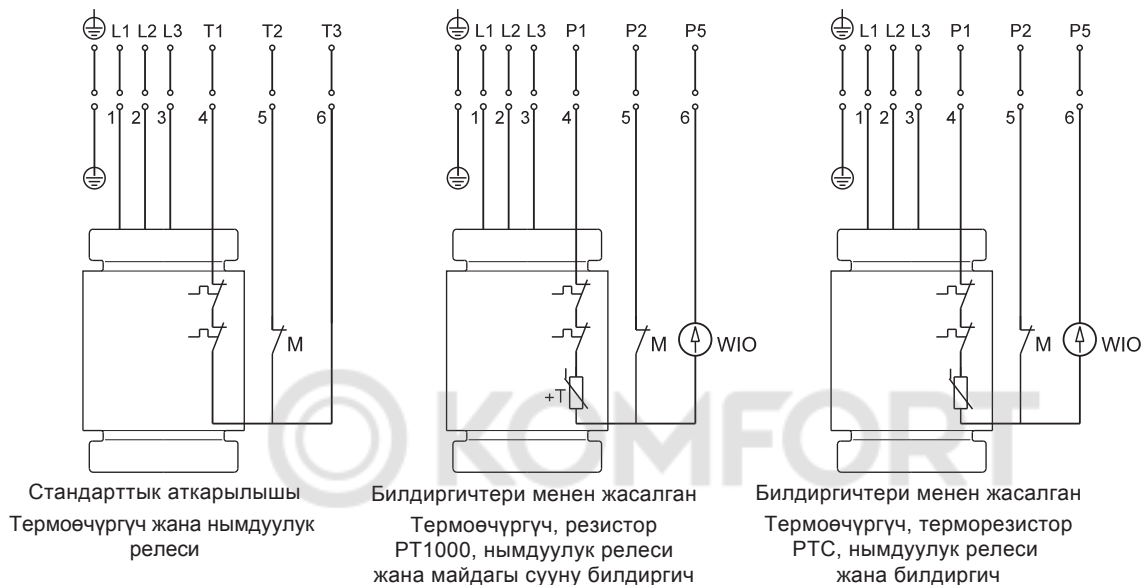 L1 L2 L3 T1 T2 T3
1 2 3 4 5 6
M
Стандарттык аткарылышы
Термоөчүргүч жана нымдуулук
релеси
L1 L2 L3 P1 P2 P5
1 2 3 4 5 6
M WIO
+T
Билдиргичтери менен жасалган
Термоөчүргүч, резистор
PT1000, нымдуулук релеси
жана майдагы сууну билдиргич
L1 L2 L3 P1 P2 P5
1 2 3 4 5 6
M WIO
Билдиргичтери менен жасалган
Термоөчүргүч, терморезистор
PTC, нымдуулук релеси
жана билдиргич
KOMFORT